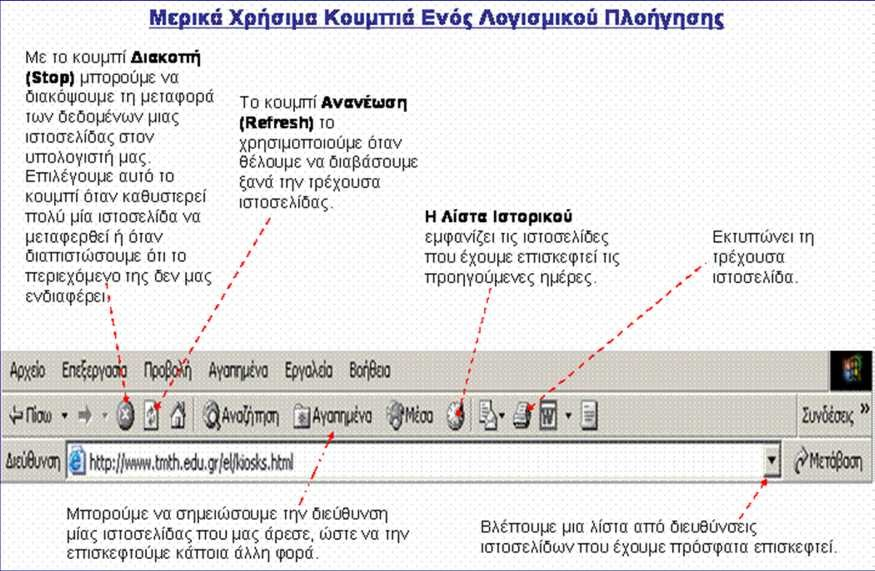 Μερικά Χρήσιμα Κουμπιά Ενός Λογισμικού Πλοήγησης
Με το κουμπί Διακοπή
(Stop) μπορούμε να
διακόψουμε τη μεταφορά
των δεδομένων μιας
ιστοσελίδας στον
υπολογιστή μας.
Επιλέγουμε αυτό το
κουμπί όταν καθυστερεί
πολύ μία ιστοσελίδα να
μεταφερθεί ή όταν
διαπιστώσουμε ότι το
περιεχόμενο της δεν μας
ενδιαφέρει
Το κουμπί Ανανέωση
(Refresh) το
χρησιμοποιούμε όταν
θέλουμε να διαβάσουμε
ξανά την τρέχουσα
ιστοσελίδας.
Η Λίστα Ιστορικού
εμφανίζει τις ιστοσελίδες
που έχουμε επισκεφτεί τις
προηγούμενες ημέρες.
Εκτυπώνει τη
τρέχουσα
ιστοσελίδα.
Αρχείο Επεξεργασία Προβολή Αγαπημένα Εργαλεία Βοήθεια
Πίσω Αναζήτηση Αγαπημένα Μέσα W Συνδέσεις »
Διεύθυνση http://www.tmth.edu.gr/el/kiosks.html Μετάβαση
Μπορούμε να σημειώσουμε την διεύθυνση
μίας ιστοσελίδας που μας άρεσε, ώστε να την
επισκεφτούμε κάποια άλλη φορά.
Βλέπουμε μια λίστα από διευθύνσεις
ιστοσελίδων που έχουμε πρόσφατα επισκεφτεί.